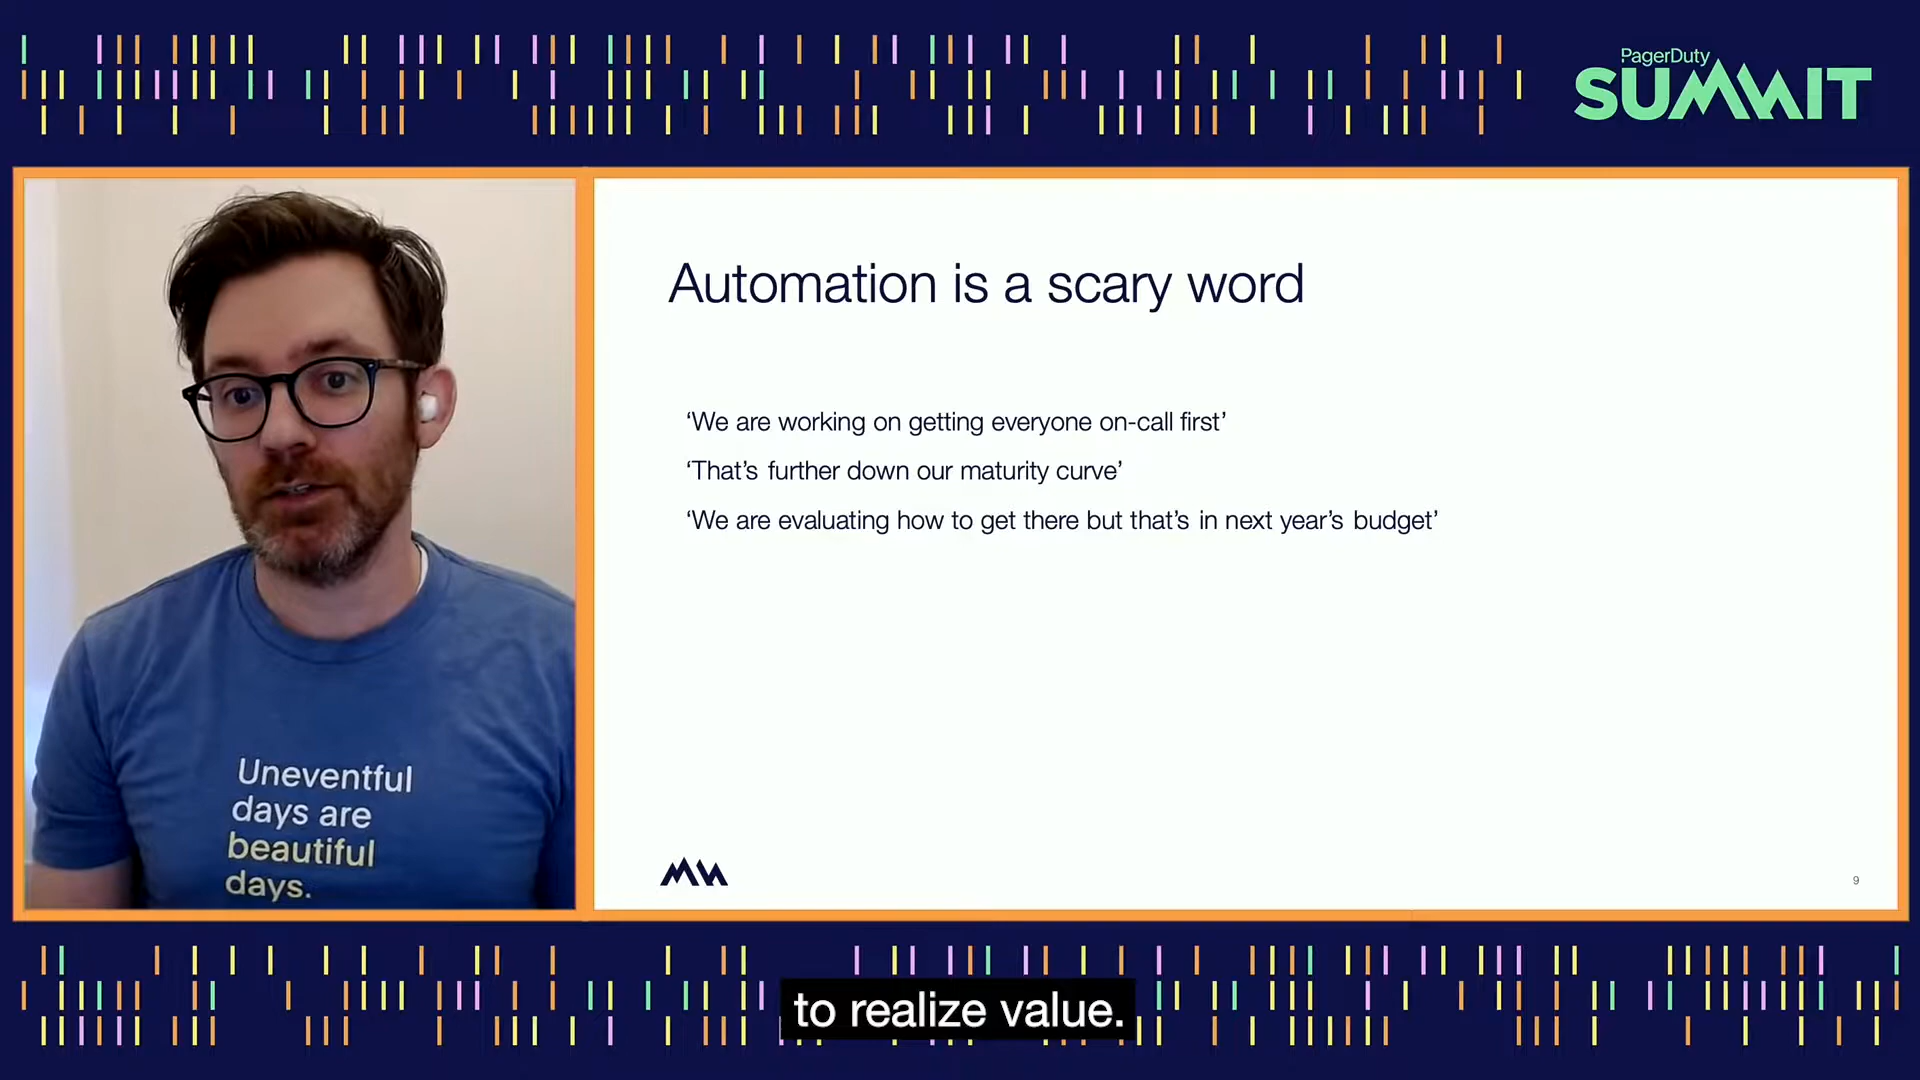 PagerDuty
SUMMIT
Automation is a scary word
‘We are working on getting everyone on-call first’
‘That’s further down our maturity curve’
‘We are evaluating how to get there but that’s in next year’s budget’
Uneventful
days are
beautiful
days.
9
to realize value.